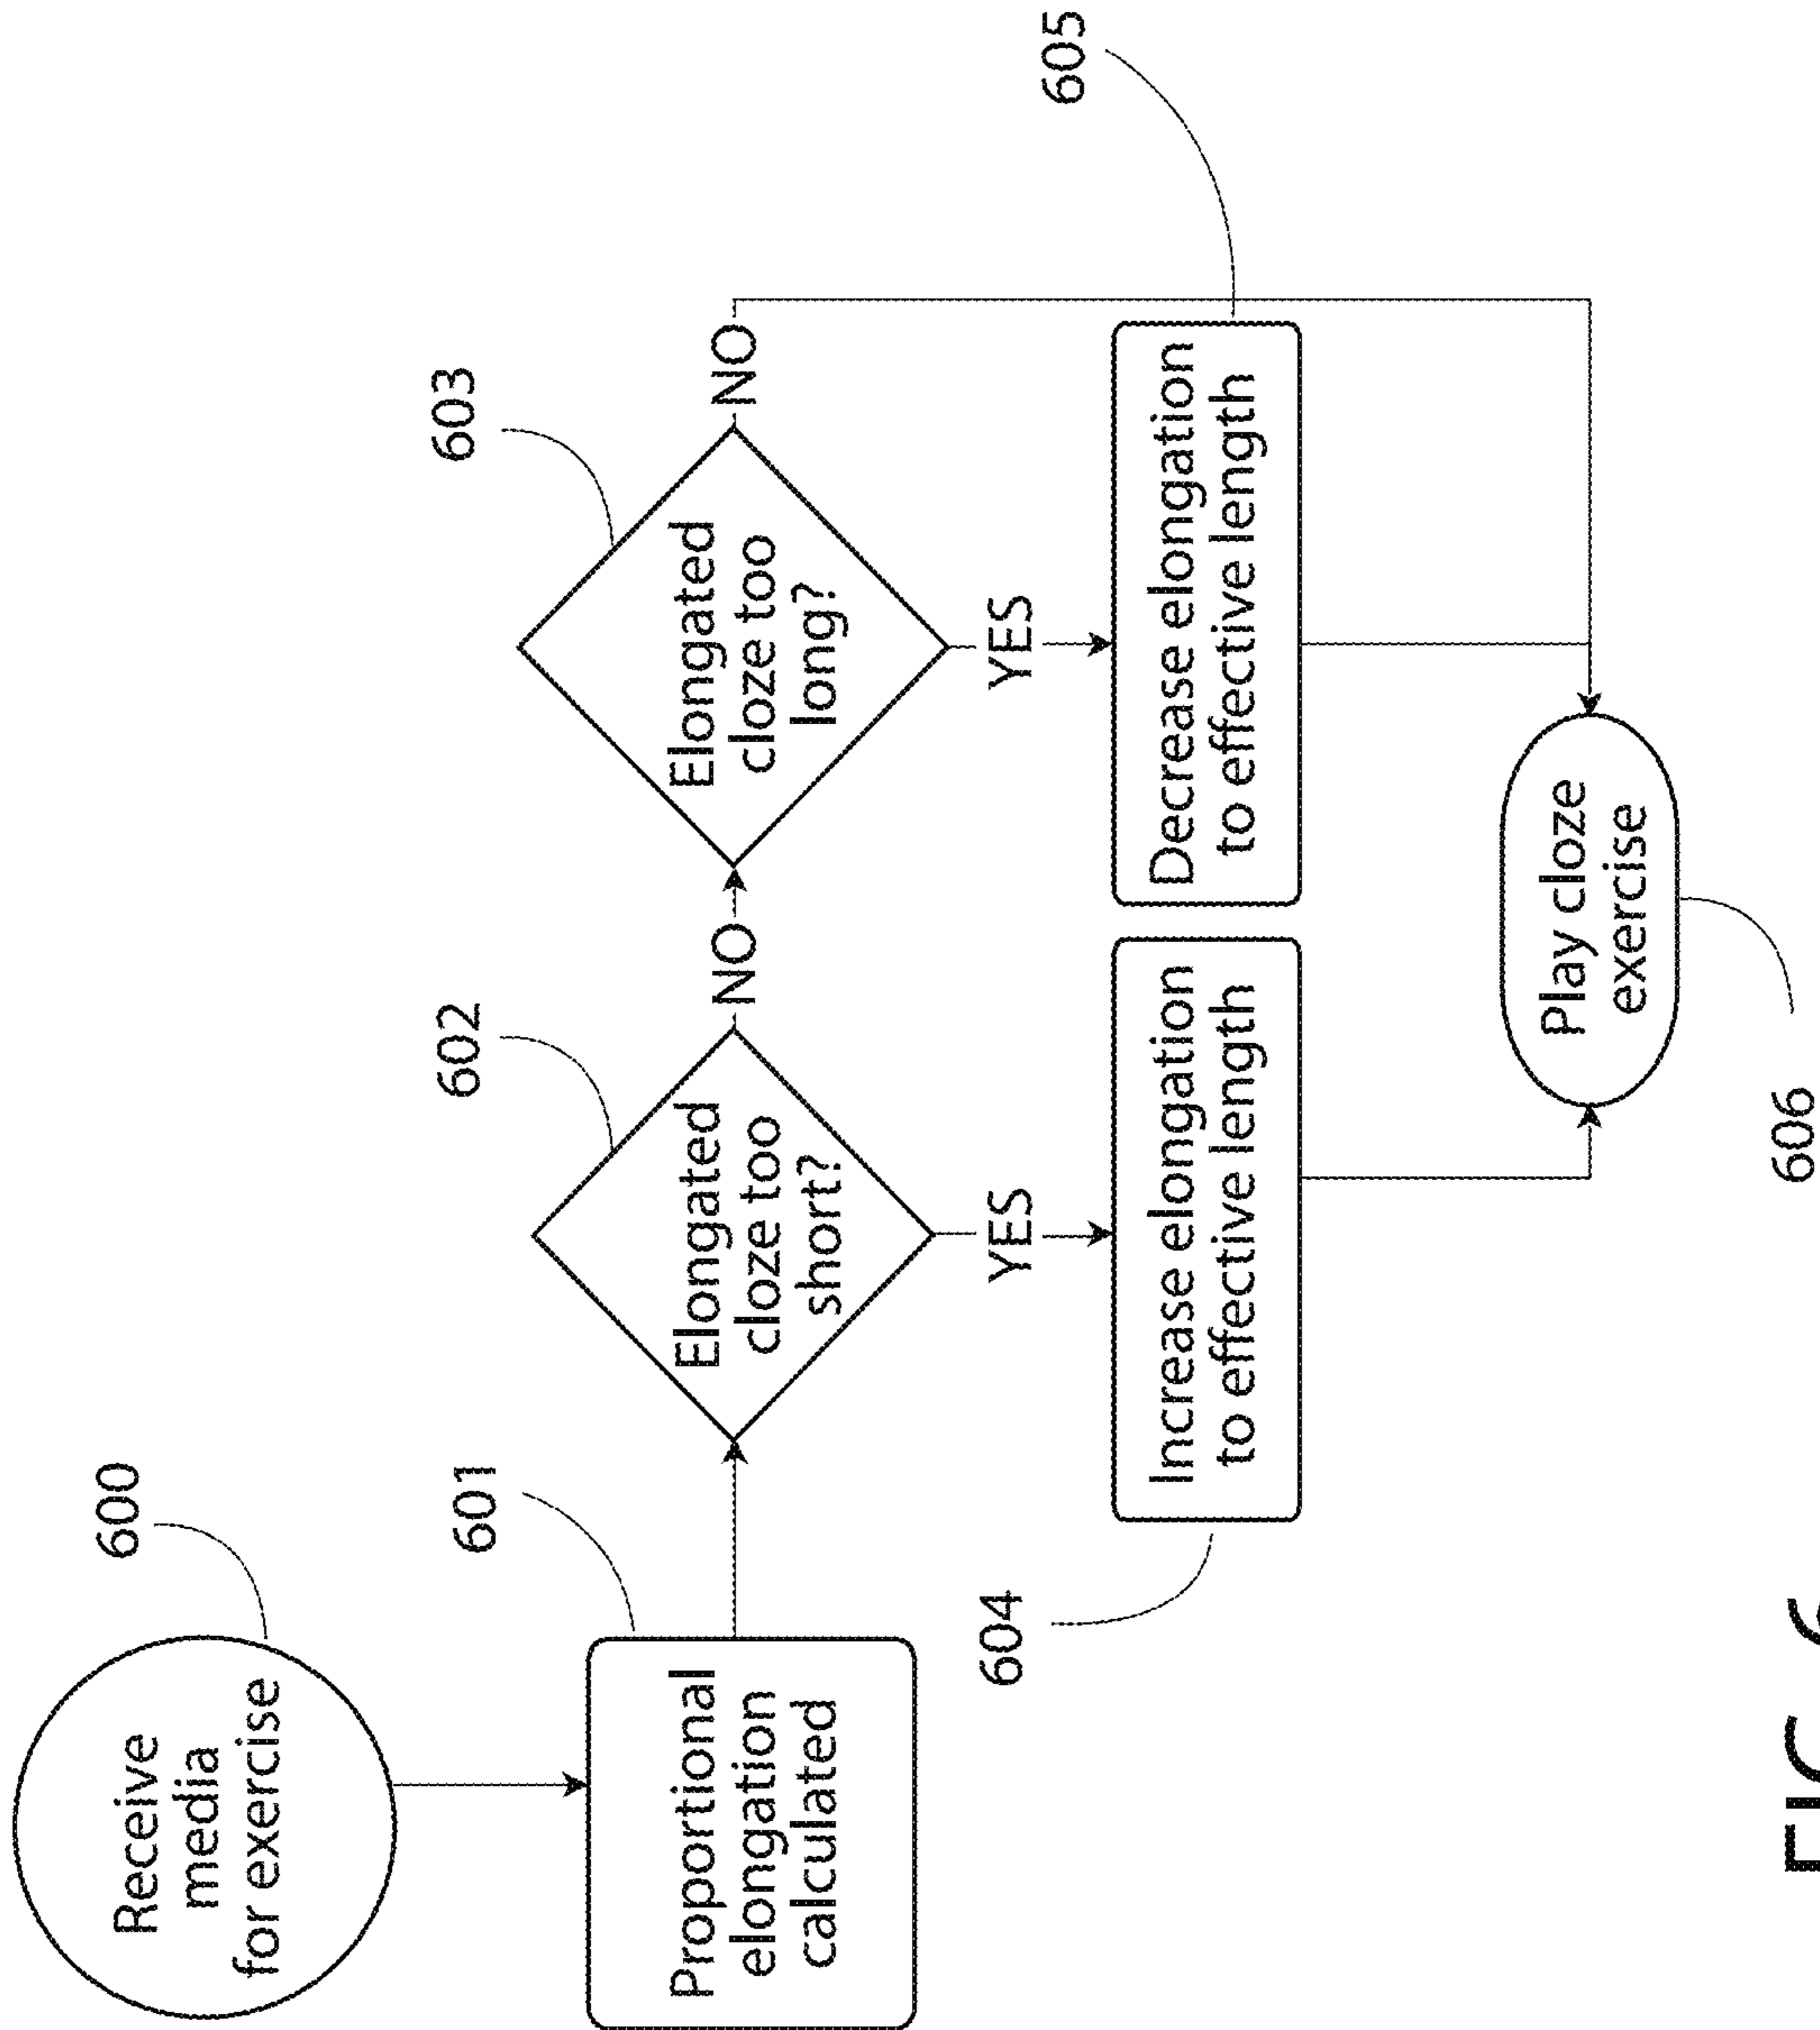 600
Receive
media
for exercise
601
Proportional
elongation
calculated
602
Elongated
cloze too
short?
NO
603
Elongated
cloze too
long?
NO
YES
YES
604
Increase elongation
to effective length
605
Decrease elongation
to effective length
Play cloze
exercise
606
FIG. 6